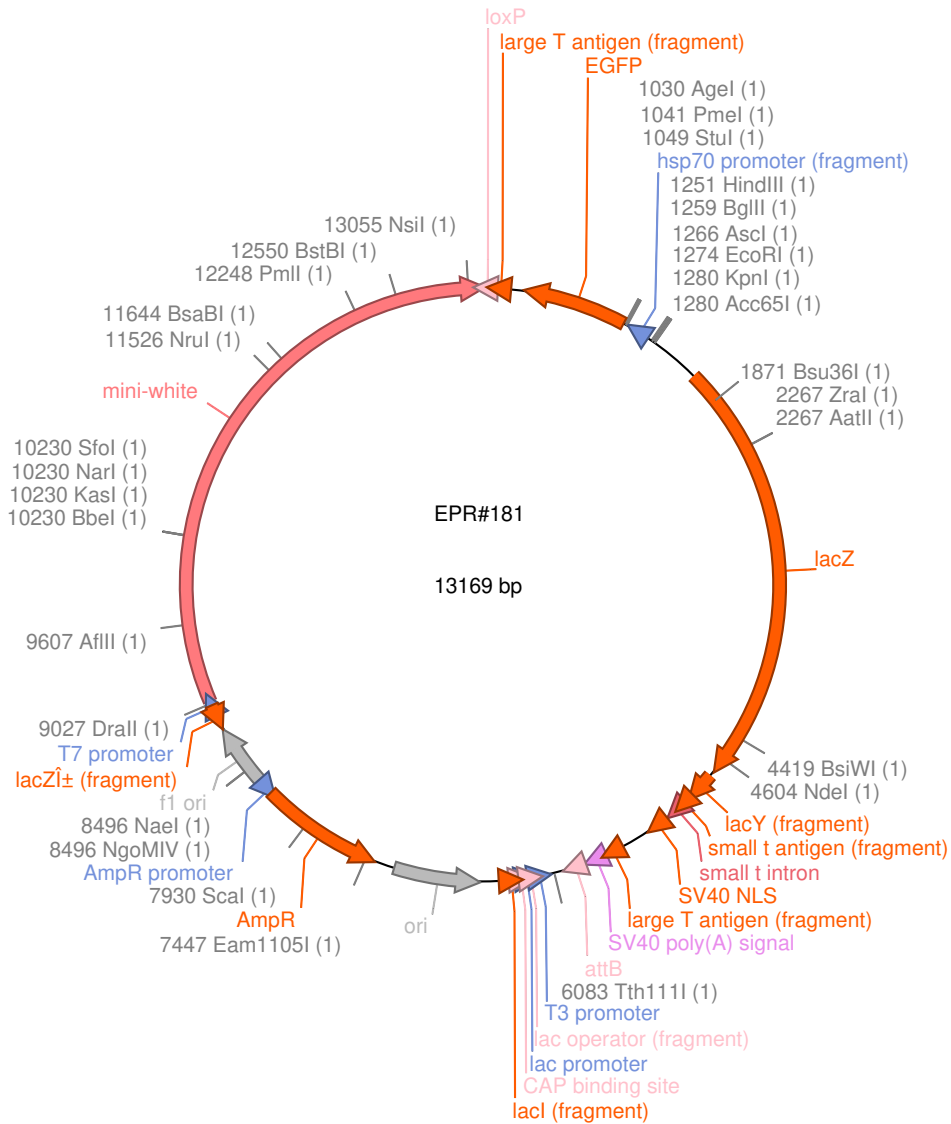 loxP
large T antigen (fragment)
EGFP
1030 AgeI (1)
1041 PmeI (1)
1049 StuI (1)
hsp70 promoter (fragment)
1251 HindIII (1)
1259 BglII (1)
1266 AscI (1)
1274 EcoRI (1)
1280 KpnI (1)
1280 Acc65I (1)
13055 NsiI (1)
12550 BstBI (1)
12248 PmlI (1)
11644 BsaBI (1)
11526 NruI (1)
mini-white
10230 SfoI (1)
10230 NarI (1)
10230 KasI (1)
10230 BbeI (1)
9607 AflII (1)
1871 Bsu36I (1)
2267 ZraI (1)
2267 AatII (1)
EPR#181
13169 bp
lacZ
9027 DraII (1)
T7 promoter
lacZÎ± (fragment)
f1 ori
8496 NaeI (1)
8496 NgoMIV (1)
AmpR promoter
7930 ScaI (1)
AmpR
7447 Eam1105I (1)
ori
4419 BsiWI (1)
4604 NdeI (1)
lacY (fragment)
small t antigen (fragment)
small t intron
SV40 NLS
large T antigen (fragment)
SV40 poly(A) signal
attB
6083 Tth111I (1)
T3 promoter
lac operator (fragment)
lac promoter
CAP binding site
lacI (fragment)